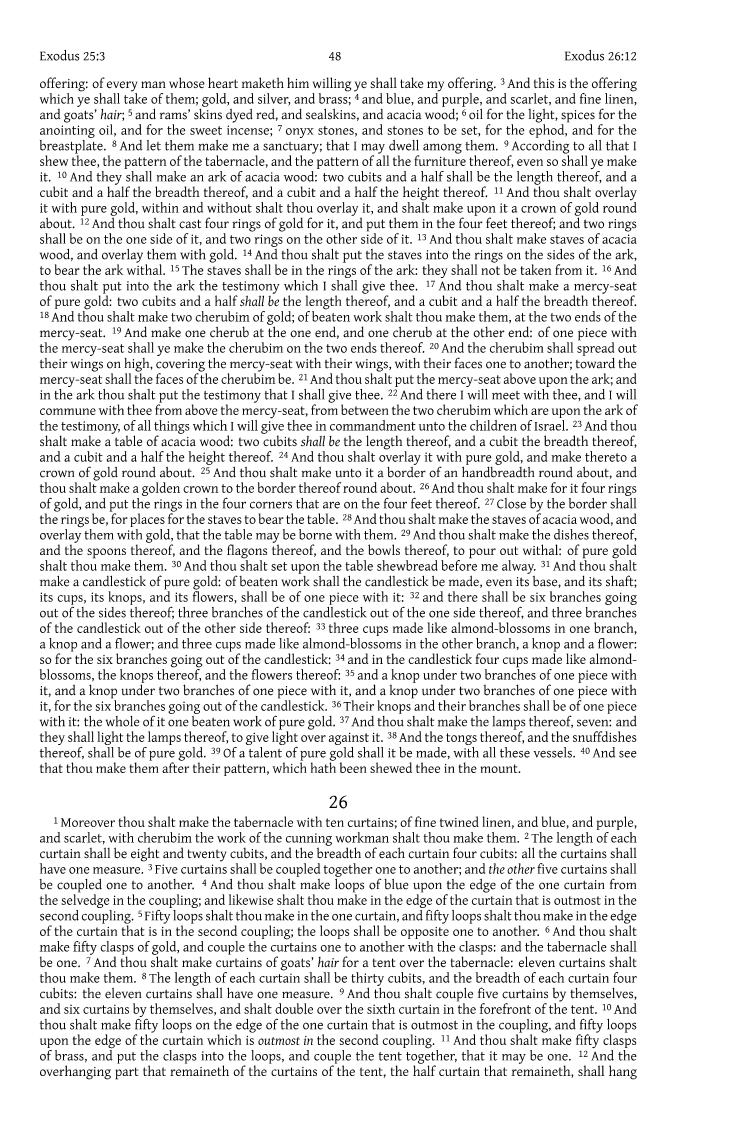 Exodus 25:3 48 Exodus 26:12
offering: of every man whose heart maketh him willing ye shall take my offering. 3 And this is the offering
which ye shall take of them; gold, and silver, and brass; 4 and blue, and purple, and scarlet, and fine linen,
and goats’ hair; 5 and rams’ skins dyed red, and sealskins, and acacia wood; 6 oil for the light, spices for the
anointing oil, and for the sweet incense; 7 onyx stones, and stones to be set, for the ephod, and for the
breastplate. 8 And let them make me a sanctuary; that I may dwell among them. 9 According to all that I
shew thee, the pattern of the tabernacle, and the pattern of all the furniture thereof, even so shall ye make
it. 10 And they shall make an ark of acacia wood: two cubits and a half shall be the length thereof, and a
cubit and a half the breadth thereof, and a cubit and a half the height thereof. 11 And thou shalt overlay
it with pure gold, within and without shalt thou overlay it, and shalt make upon it a crown of gold round
about. 12 And thou shalt cast four rings of gold for it, and put them in the four feet thereof; and two rings
shall be on the one side of it, and two rings on the other side of it. 13 And thou shalt make staves of acacia
wood, and overlay them with gold. 14 And thou shalt put the staves into the rings on the sides of the ark,
to bear the ark withal. 15 The staves shall be in the rings of the ark: they shall not be taken from it. 16 And
thou shalt put into the ark the testimony which I shall give thee. 17 And thou shalt make a mercy-seat
of pure gold: two cubits and a half shall be the length thereof, and a cubit and a half the breadth thereof.
18 And thou shalt make two cherubim of gold; of beaten work shalt thou make them, at the two ends of the
mercy-seat. 19 And make one cherub at the one end, and one cherub at the other end: of one piece with
the mercy-seat shall ye make the cherubim on the two ends thereof. 20 And the cherubim shall spread out
their wings on high, covering the mercy-seat with their wings, with their faces one to another; toward the
mercy-seat shall the faces of the cherubim be. 21 And thou shalt put the mercy-seat above upon the ark; and
in the ark thou shalt put the testimony that I shall give thee. 22 And there I will meet with thee, and I will
commune with thee from above the mercy-seat, from between the two cherubim which are upon the ark of
the testimony, of all things which I will give thee in commandment unto the children of Israel. 23 And thou
shalt make a table of acacia wood: two cubits shall be the length thereof, and a cubit the breadth thereof,
and a cubit and a half the height thereof. 24 And thou shalt overlay it with pure gold, and make thereto a
crown of gold round about. 25 And thou shalt make unto it a border of an handbreadth round about, and
thou shalt make a golden crown to the border thereof round about. 26 And thou shalt make for it four rings
of gold, and put the rings in the four corners that are on the four feet thereof. 27 Close by the border shall
the rings be, for places for the staves to bear the table. 28 And thou shalt make the staves of acacia wood, and
overlay them with gold, that the table may be borne with them. 29 And thou shalt make the dishes thereof,
and the spoons thereof, and the flagons thereof, and the bowls thereof, to pour out withal: of pure gold
shalt thou make them. 30 And thou shalt set upon the table shewbread before me alway. 31 And thou shalt
make a candlestick of pure gold: of beaten work shall the candlestick be made, even its base, and its shaft;
its cups, its knops, and its flowers, shall be of one piece with it: 32 and there shall be six branches going
out of the sides thereof; three branches of the candlestick out of the one side thereof, and three branches
of the candlestick out of the other side thereof: 33 three cups made like almond-blossoms in one branch,
a knop and a flower; and three cups made like almond-blossoms in the other branch, a knop and a flower:
so for the six branches going out of the candlestick: 34 and in the candlestick four cups made like almond-
blossoms, the knops thereof, and the flowers thereof: 35 and a knop under two branches of one piece with
it, and a knop under two branches of one piece with it, and a knop under two branches of one piece with
it, for the six branches going out of the candlestick. 36 Their knops and their branches shall be of one piece
with it: the whole of it one beaten work of pure gold. 37 And thou shalt make the lamps thereof, seven: and
they shall light the lamps thereof, to give light over against it. 38 And the tongs thereof, and the snuffdishes
thereof, shall be of pure gold. 39 Of a talent of pure gold shall it be made, with all these vessels. 40 And see
that thou make them after their pattern, which hath been shewed thee in the mount.
26
1 Moreover thou shalt make the tabernacle with ten curtains; of fine twined linen, and blue, and purple,
and scarlet, with cherubim the work of the cunning workman shalt thou make them. 2 The length of each
curtain shall be eight and twenty cubits, and the breadth of each curtain four cubits: all the curtains shall
have one measure. 3 Five curtains shall be coupled together one to another; and the other five curtains shall
be coupled one to another. 4 And thou shalt make loops of blue upon the edge of the one curtain from
the selvedge in the coupling; and likewise shalt thou make in the edge of the curtain that is outmost in the
second coupling. 5 Fifty loops shalt thou make in the one curtain, and fifty loops shalt thou make in the edge
of the curtain that is in the second coupling; the loops shall be opposite one to another. 6 And thou shalt
make fifty clasps of gold, and couple the curtains one to another with the clasps: and the tabernacle shall
be one. 7 And thou shalt make curtains of goats’ hair for a tent over the tabernacle: eleven curtains shalt
thou make them. 8 The length of each curtain shall be thirty cubits, and the breadth of each curtain four
cubits: the eleven curtains shall have one measure. 9 And thou shalt couple five curtains by themselves,
and six curtains by themselves, and shalt double over the sixth curtain in the forefront of the tent. 10 And
thou shalt make fifty loops on the edge of the one curtain that is outmost in the coupling, and fifty loops
upon the edge of the curtain which is outmost in the second coupling. 11 And thou shalt make fifty clasps
of brass, and put the clasps into the loops, and couple the tent together, that it may be one. 12 And the
overhanging part that remaineth of the curtains of the tent, the half curtain that remaineth, shall hang